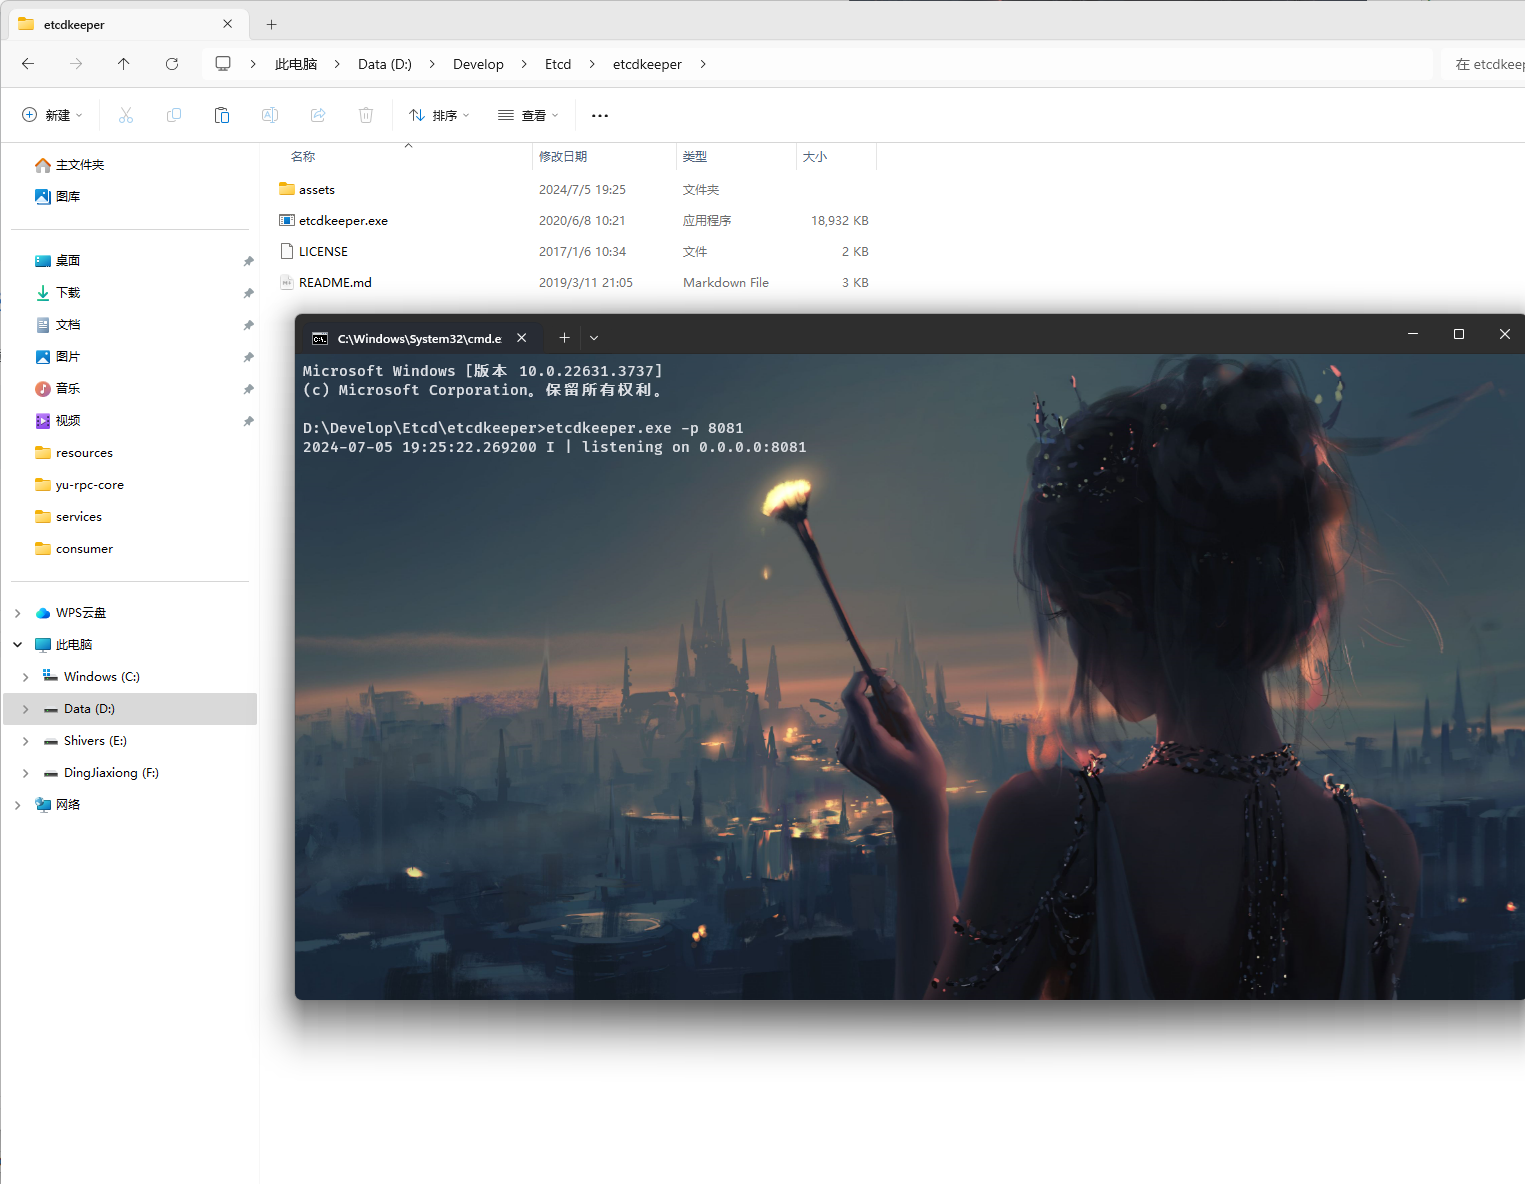 etcdkeeper
此电脑 Data (D:) Develop Etcd etcdkeeper
在 etcdkeep
新建 排序 查看
主文件夹
图库
桌面
下载
文档
图片
音乐
视频
resources
yu-rpc-core
services
consumer
WPS云盘
此电脑
Windows (C:)
Data (D:)
Shivers (E:)
DingJiaxiong (F:)
网络
名称 修改日期 类型 大小
assets 2024/7/5 19:25 文件夹
etcdkeeper.exe 2020/6/8 10:21 应用程序 18,932 KB
LICENSE 2017/1/6 10:34 文件 2 KB
README.md 2019/3/11 21:05 Markdown File 3 KB
C:\Windows\System32\cmd.e
Microsoft Windows [版本 10.0.22631.3737]
(c) Microsoft Corporation。保留所有权利。
D:\Develop\Etcd\etcdkeeper>etcdkeeper.exe -p 8081
2024-07-05 19:25:22.269200 I | listening on 0.0.0.0:8081